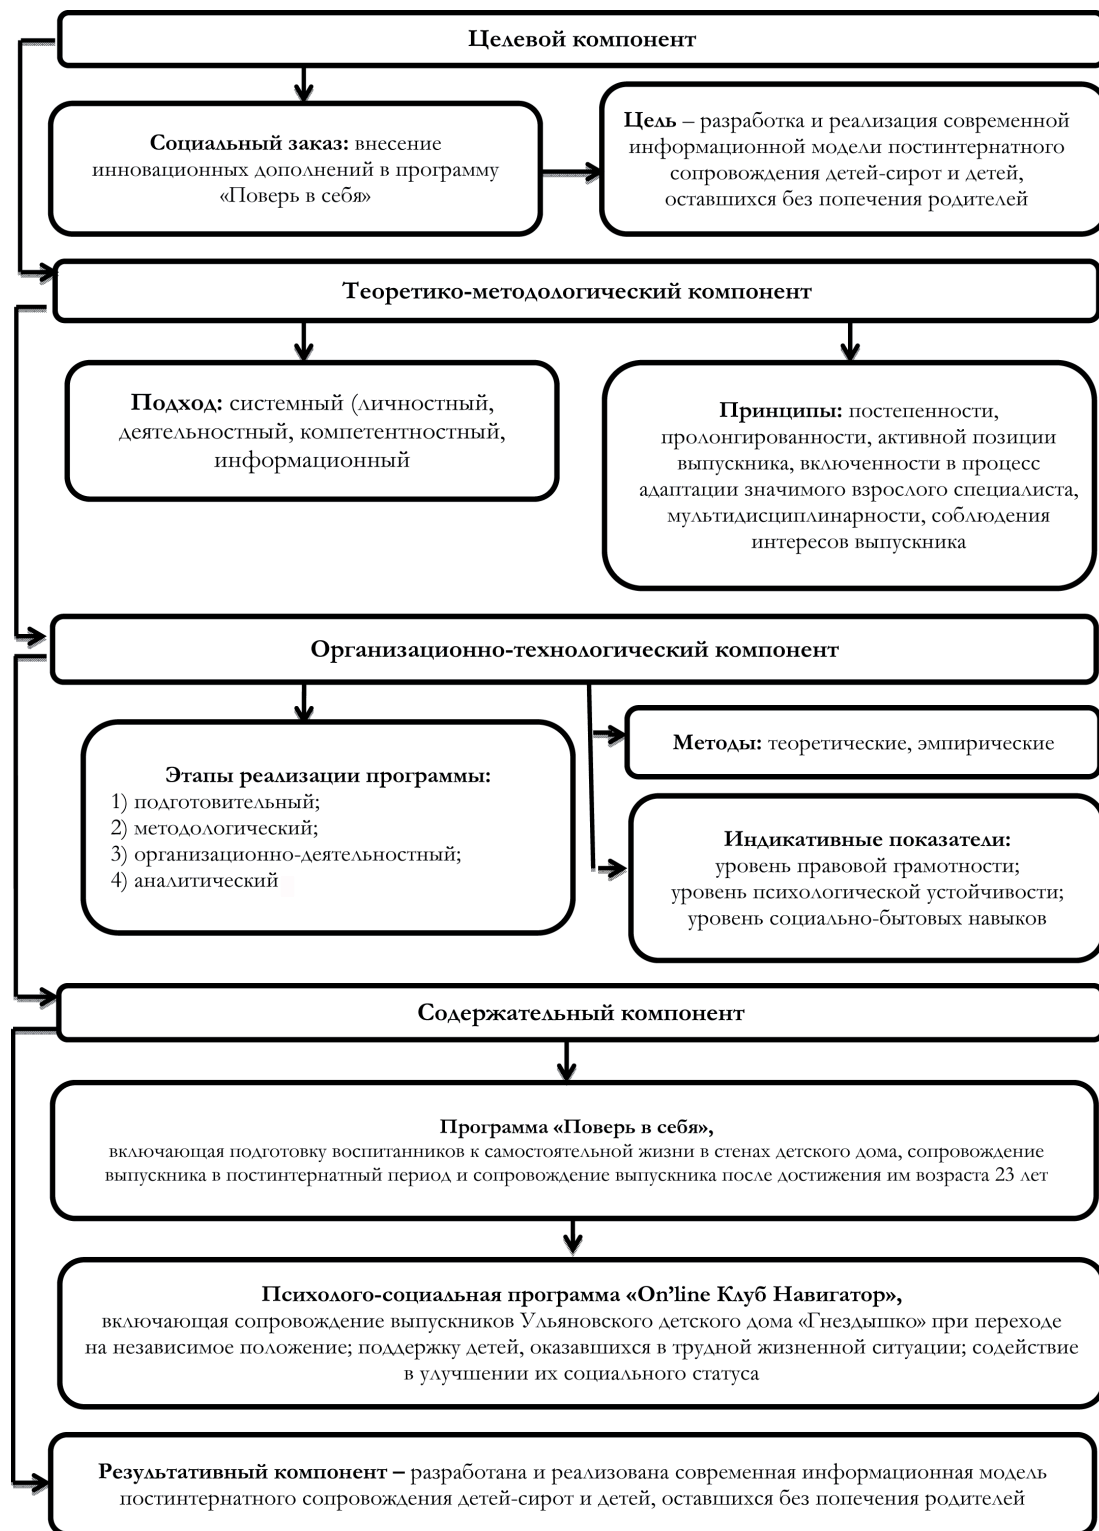 Целевой компонент
Социальный заказ: внесение
инновационных дополнений в программу
«Поверь в себя»
Цель – разработка и реализация современной
информационной модели постинтернатного
сопровождения детей-сирот и детей,
оставшихся без попечения родителей
Теоретико-методологический компонент
Подход: системный (личностный,
деятельностный, компетентностный,
информационный
Принципы: постепенности,
пролонгированности, активной позиции
выпускника, включенности в процесс
адаптации значимого взрослого специалиста,
мультидисциплинарности, соблюдения
интересов выпускника
Организационно-технологический компонент
Этапы реализации программы:
1) подготовительный;
2) методологический;
3) организационно-деятельностный;
4) аналитический
Методы: теоретические, эмпирические
Индикативные показатели:
уровень правовой грамотности;
уровень психологической устойчивости;
уровень социально-бытовых навыков
Содержательный компонент
Программа «Поверь в себя»,
включающая подготовку воспитанников к самостоятельной жизни в стенах детского дома, сопровождение
выпускника в постинтернатный период и сопровождение выпускника после достижения им возраста 23 лет
Психолого-социальная программа «On’line Клуб Навигатор»,
включающая сопровождение выпускников Ульяновского детского дома «Гнездышко» при переходе
на независимое положение; поддержку детей, оказавшихся в трудной жизненной ситуации; содействие
в улучшении их социального статуса
Результативный компонент – разработана и реализована современная информационная модель
постинтернатного сопровождения детей-сирот и детей, оставшихся без попечения родителей